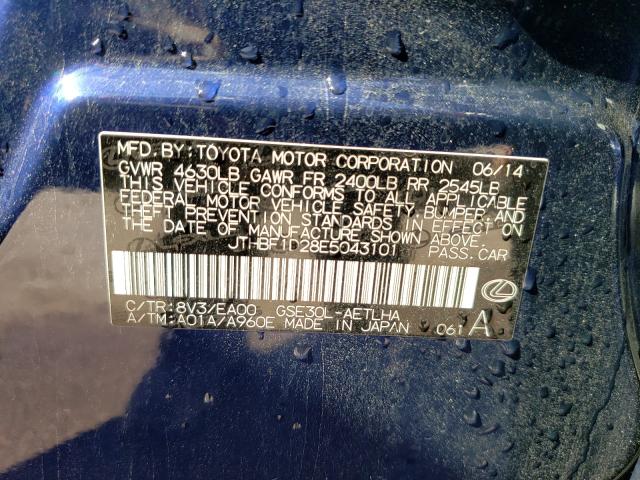 MFD. BY: TOYOTA MOTOR CORPORATION 06/14
GVWR 4630LB GAWR FR 2400LB RR 2545LB
THIS VEHICLE CONFORMS TO ALL APPLICABLE
FEDERAL MOTOR VEHICLE SAFETY, BUMPER, AND
THEFT PREVENTION STANDARDS IN EFFECT ON
THE DATE OF MANUFACTURE SHOWN ABOVE.
JTHBF1D28E5043101 PASS. CAR
C/TR: 8V3/EA00 GSE30L-AETLHA
A/TM: A01A/A960E MADE IN JAPAN 061 A